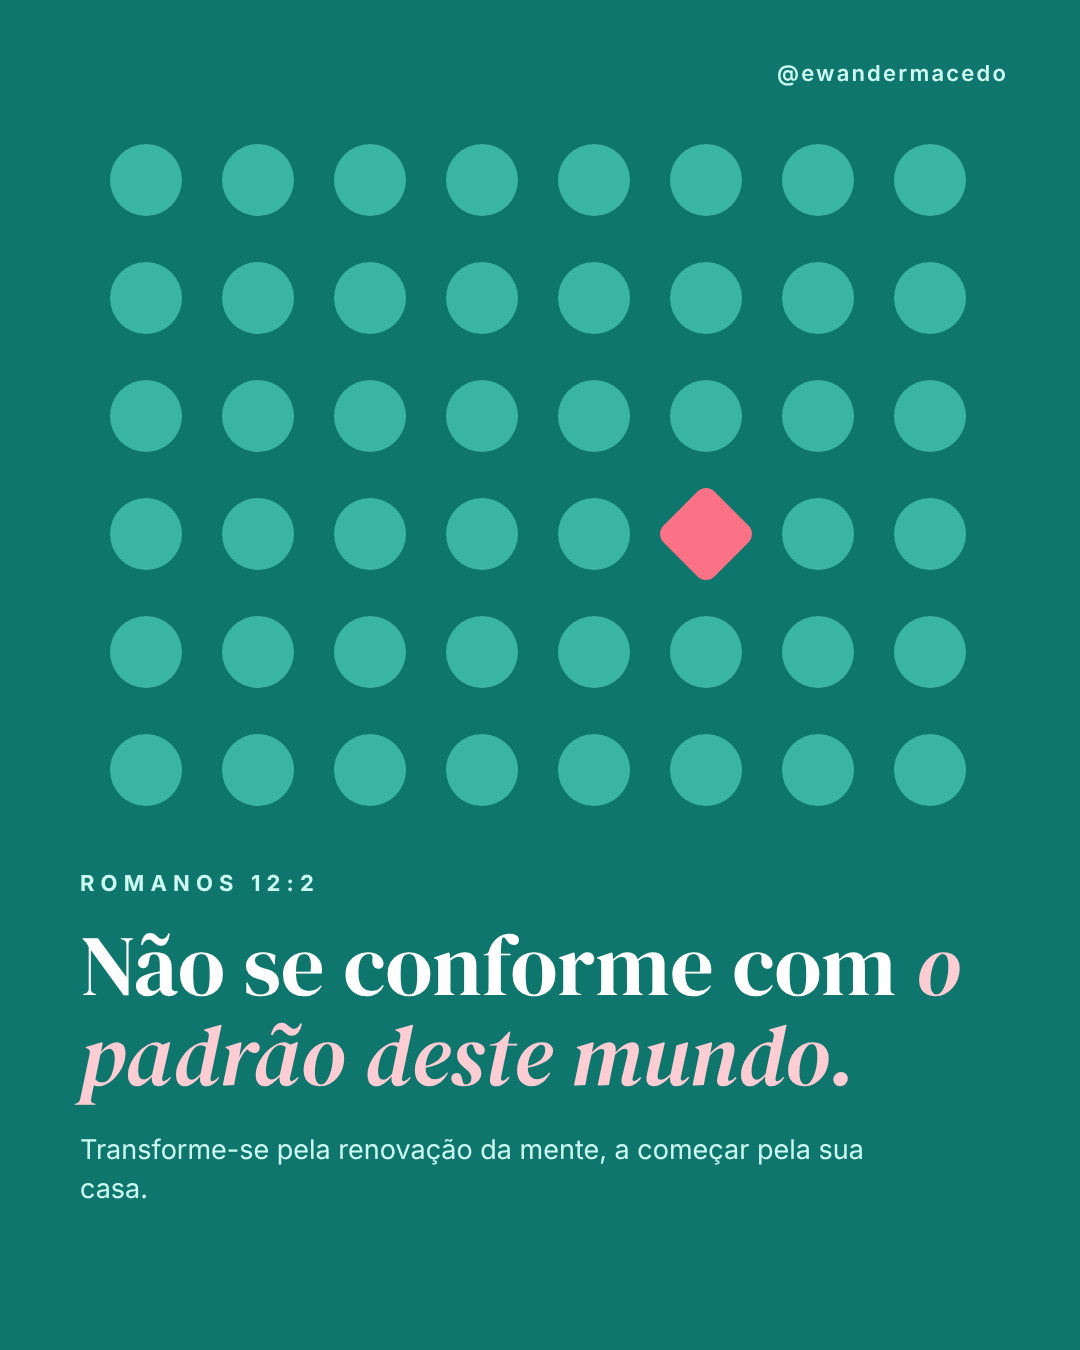 @ewandermacedo
ROMANOS 12:2
Não se conforme com o
padrão deste mundo.
Transforme-se pela renovação da mente, a começar pela sua
casa.